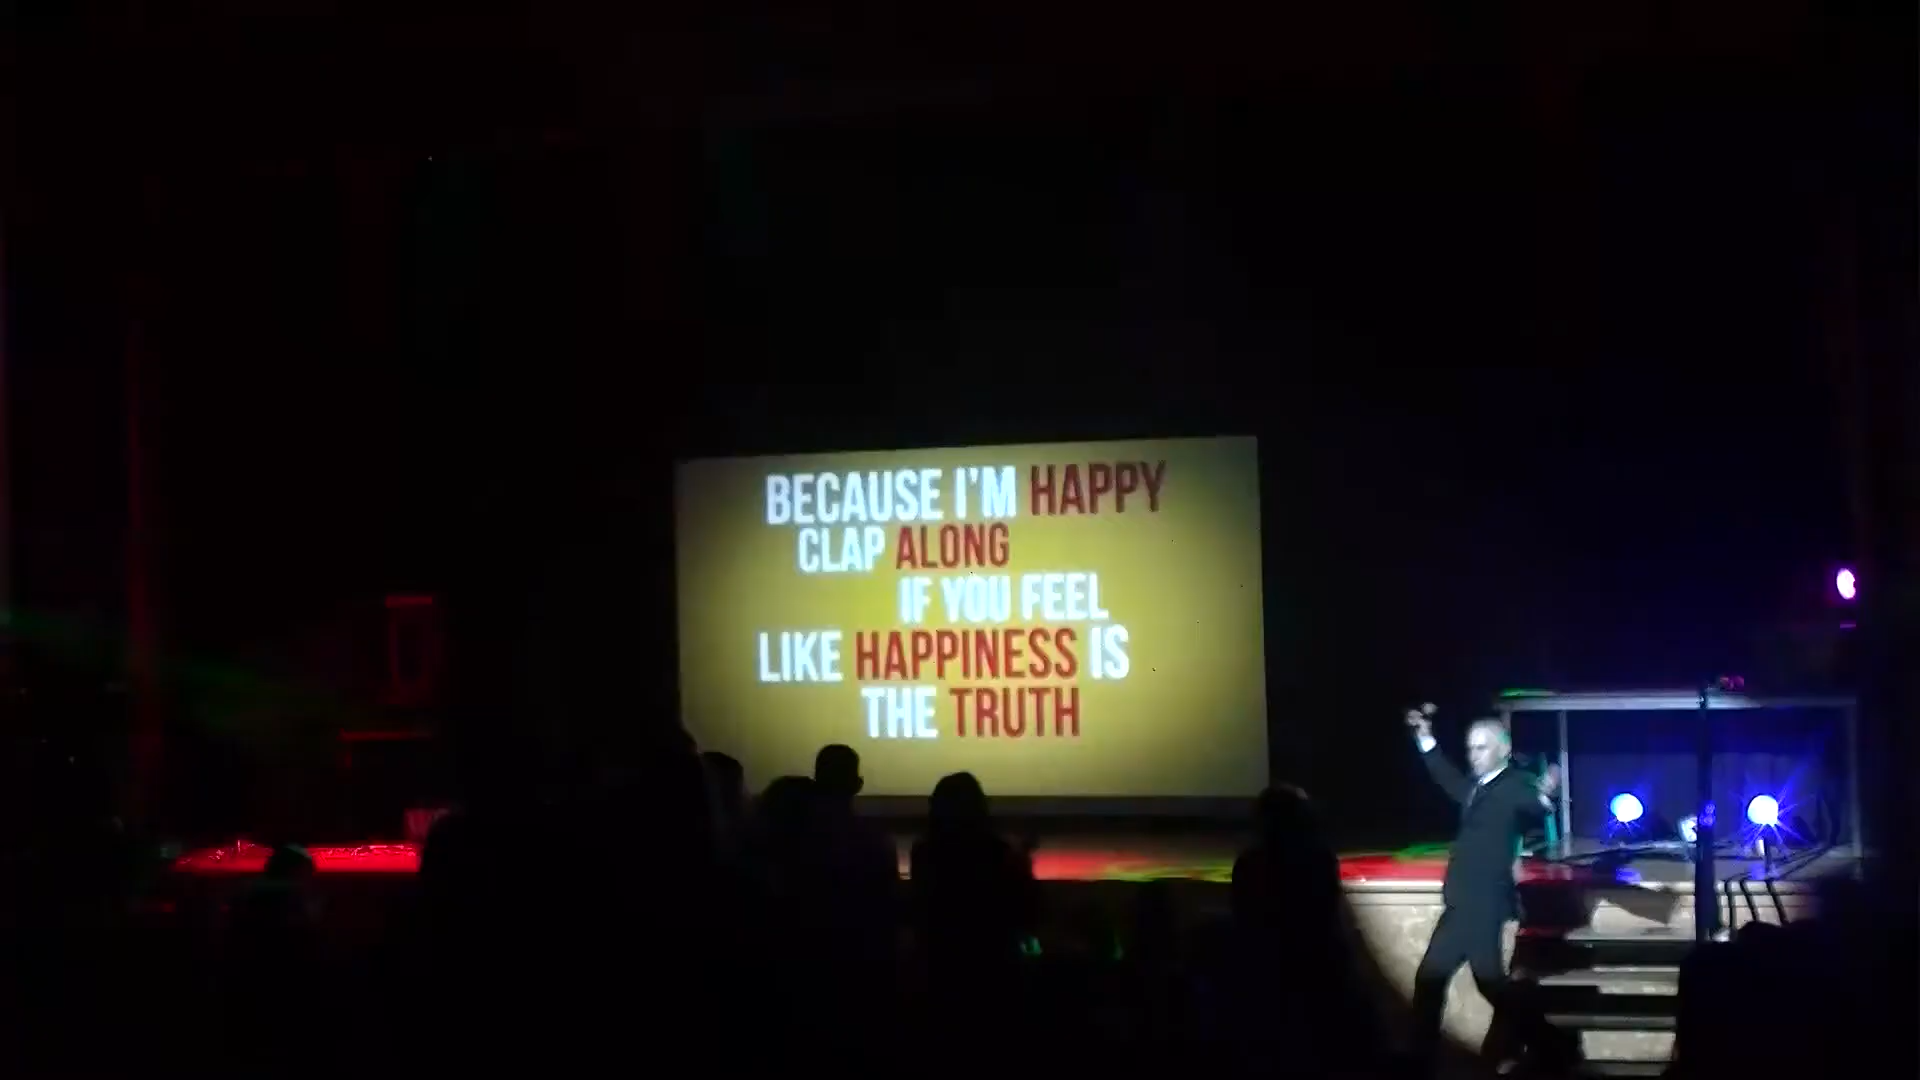 BECAUSE I'M HAPPY
CLAP ALONG
IF YOU FEEL
LIKE HAPPINESS IS
THE TRUTH